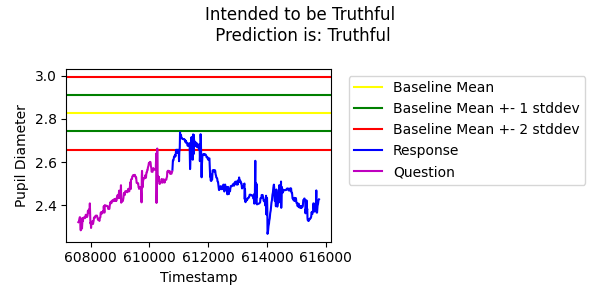 Intended to be Truthful
Prediction is: Truthful
3.0
2.8
2.6
2.4
Pupil Diameter
608000 610000 612000 614000 616000
Timestamp
Baseline Mean
Baseline Mean +- 1 stddev
Baseline Mean +- 2 stddev
Response
Question